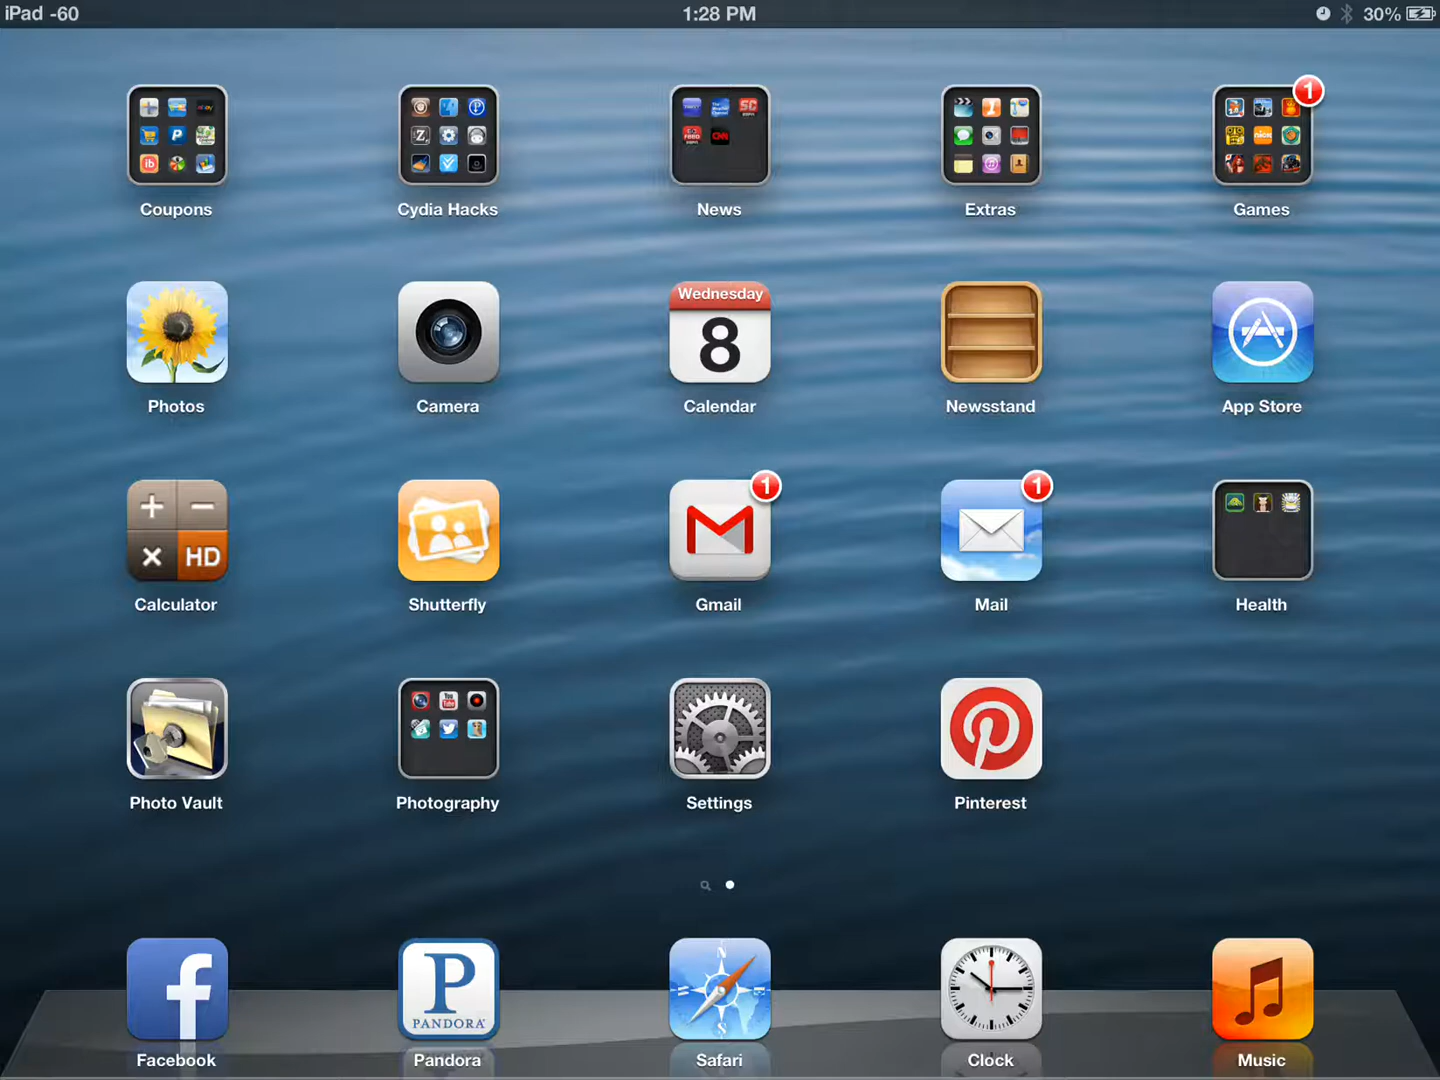 iPad -60
1:28 PM
30%
1
Coupons
Cydia Hacks
News
Extras
Games
Wednesday
8
Photos
Camera
Calendar
Newsstand
App Store
HD
1
1
Calculator
Shutterfly
Gmail
Mail
Health
Photo Vault
Photography
Settings
Pinterest
PANDORA
Facebook
Pandora
Safari
Clock
Music